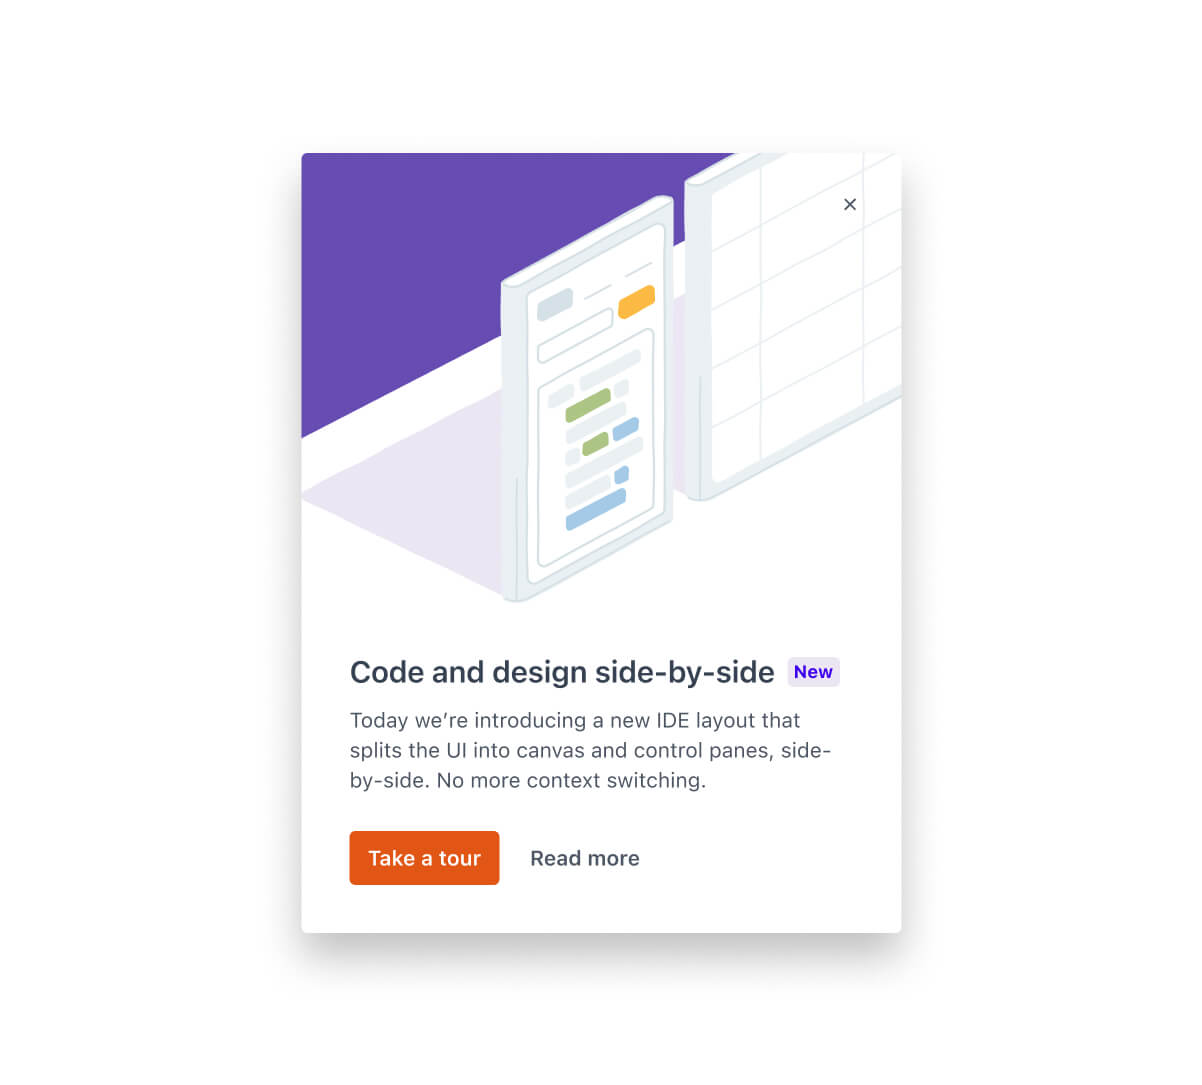 Code and design side-by-side New
Today we’re introducing a new IDE layout that
splits the UI into canvas and control panes, side-
by-side. No more context switching.
Take a tour Read more